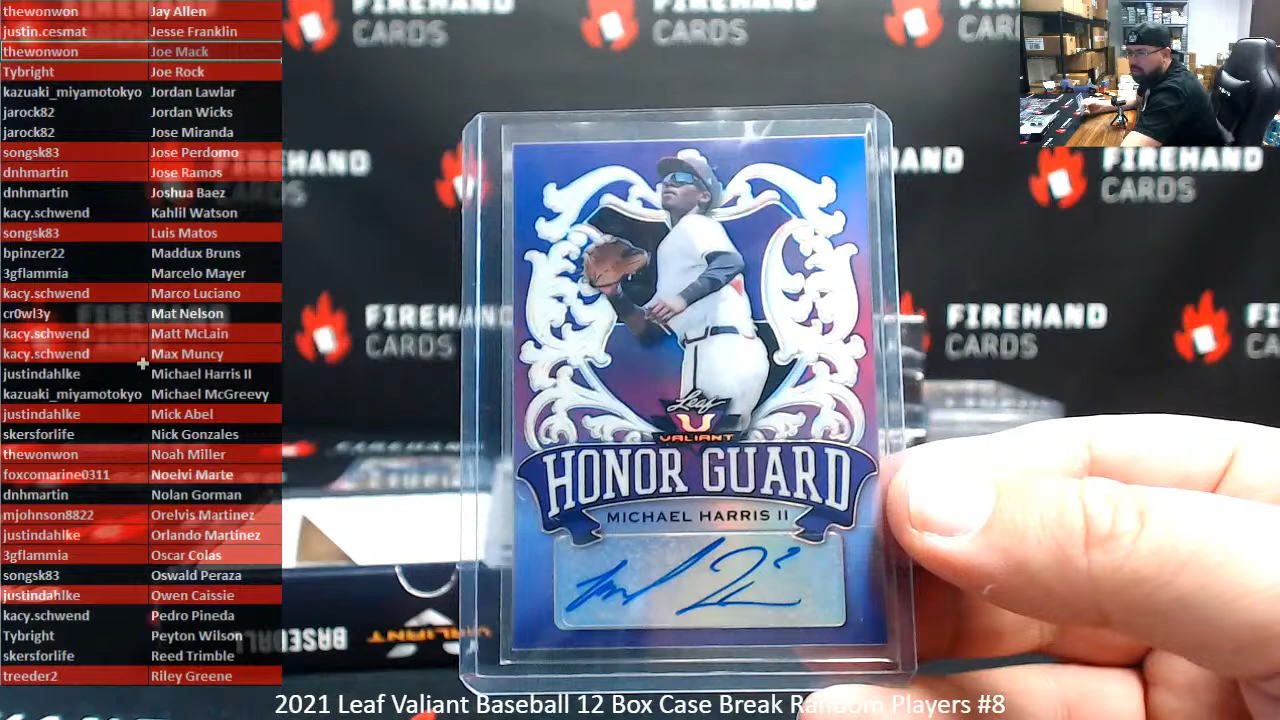 thewonwon Jay Allen
justin.cesmat Jesse Franklin
thewonwon Joe Mack
Tybright Joe Rock
kazuaki_miyamotokyo Jordan Lawlar
jarock82 Jordan Wicks
jarock82 Jose Miranda
songsk83 Jose Perdomo
dnhmartin Jose Ramos
dnhmartin Joshua Baez
kacy.schwend Kahlil Watson
songsk83 Luis Matos
bpinzer22 Maddux Bruns
3gflammia Marcelo Mayer
kacy.schwend Marco Luciano
cr0wl3y Mat Nelson
kacy.schwend Matt McLain
kacy.schwend Max Muncy
justindahlke Michael Harris II
kazuaki_miyamotokyo Michael McGreevy
justindahlke Mick Abel
skersforlife Nick Gonzales
thewonwon Noah Miller
foxcomarine0311 Noelvi Marte
dnhmartin Nolan Gorman
mjohnson8822 Orelvis Martinez
justindahlke Orlando Martinez
3gflammia Oscar Colas
songsk83 Oswald Peraza
justindahlke Owen Caissie
kacy.schwend Pedro Pineda
Tybright Peyton Wilson
skersforlife Reed Trimble
treeder2 Riley Greene
FIREHAND CARDS
Leaf
VALIANT
HONOR GUARD
MICHAEL HARRIS II
VALIANT
BASEBALL
2021 Leaf Valiant Baseball 12 Box Case Break Random Players #8